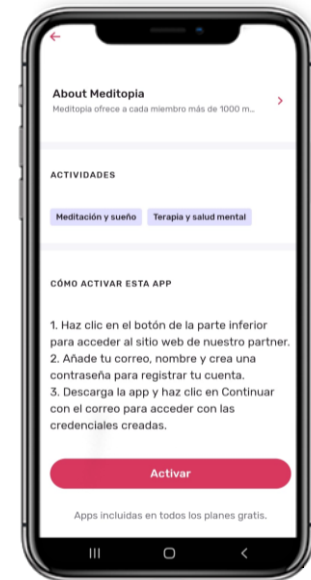 About Meditopia
Meditopia ofrece a cada miembro más de 1000 m...
ACTIVIDADES
Meditación y sueño
Terapia y salud mental
CÓMO ACTIVAR ESTA APP
1. Haz clic en el botón de la parte inferior
para acceder al sitio web de nuestro partner.
2. Añade tu correo, nombre y crea una
contraseña para registrar tu cuenta.
3. Descarga la app y haz clic en Continuar
con el correo para acceder con las
credenciales creadas.
Activar
Apps incluidas en todos los planes gratis.